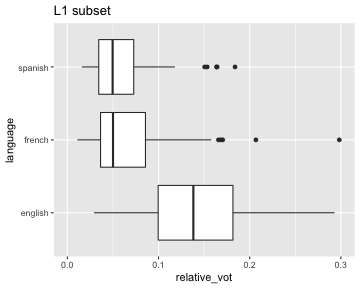 L1 subset
spanish
french
english
language
0.0 0.1 0.2 0.3
relative_vot